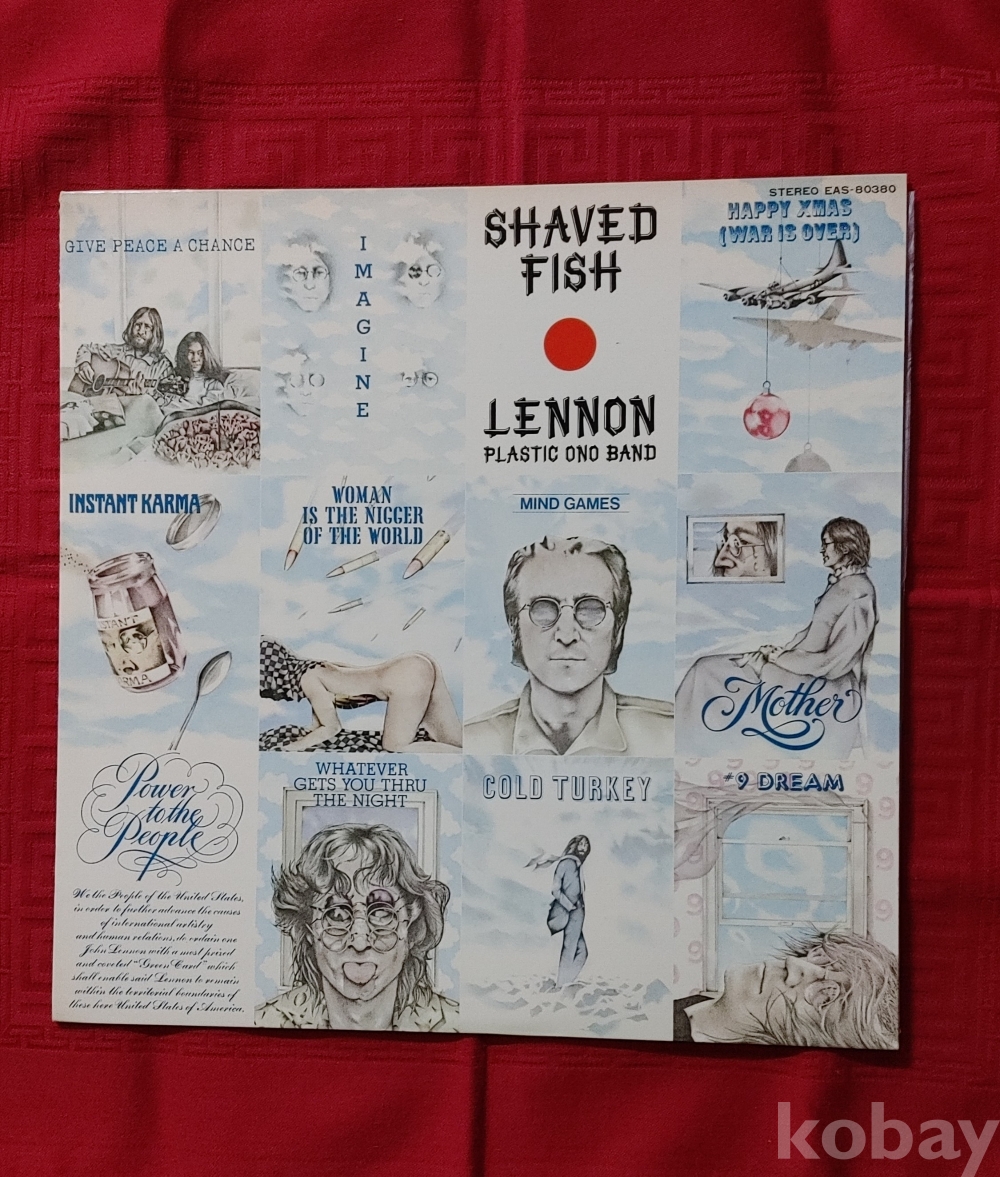 STEREO EAS-80380
GIVE PEACE A CHANCE
IMAGINE
SHAVED
FISH
LENNON
PLASTIC ONO BAND
HAPPY XMAS
(WAR IS OVER)
INSTANT KARMA
WOMAN
IS THE NIGGER
OF THE WORLD
MIND GAMES
Mother
Power
to the
People
We the People of the United States,
in order to further advance the causes
of international artistry
and human relations, do ordain one
John Lennon with a most prized
and coveted "Green Card" which
shall enable said Lennon to remain
within the territorial boundaries of
these here United States of America.
WHATEVER
GETS YOU THRU
THE NIGHT
COLD TURKEY
#9 DREAM
kobay